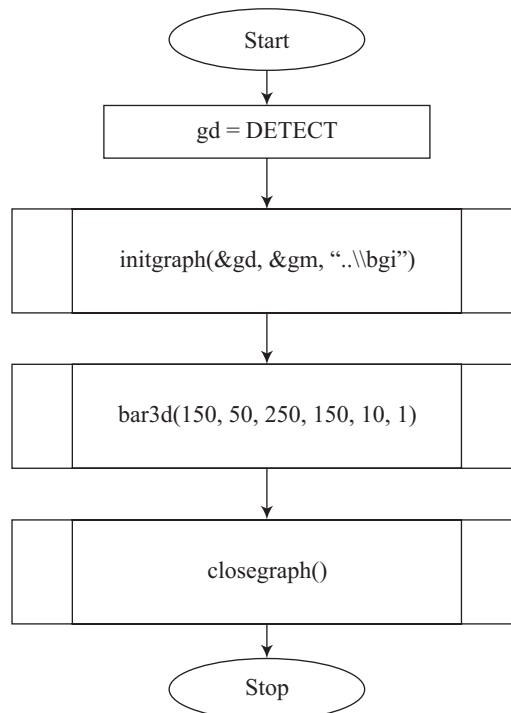 Start
gd = DETECT
initgraph(&gd, &gm, “..\\bgi”)
bar3d(150, 50, 250, 150, 10, 1)
closegraph()
Stop